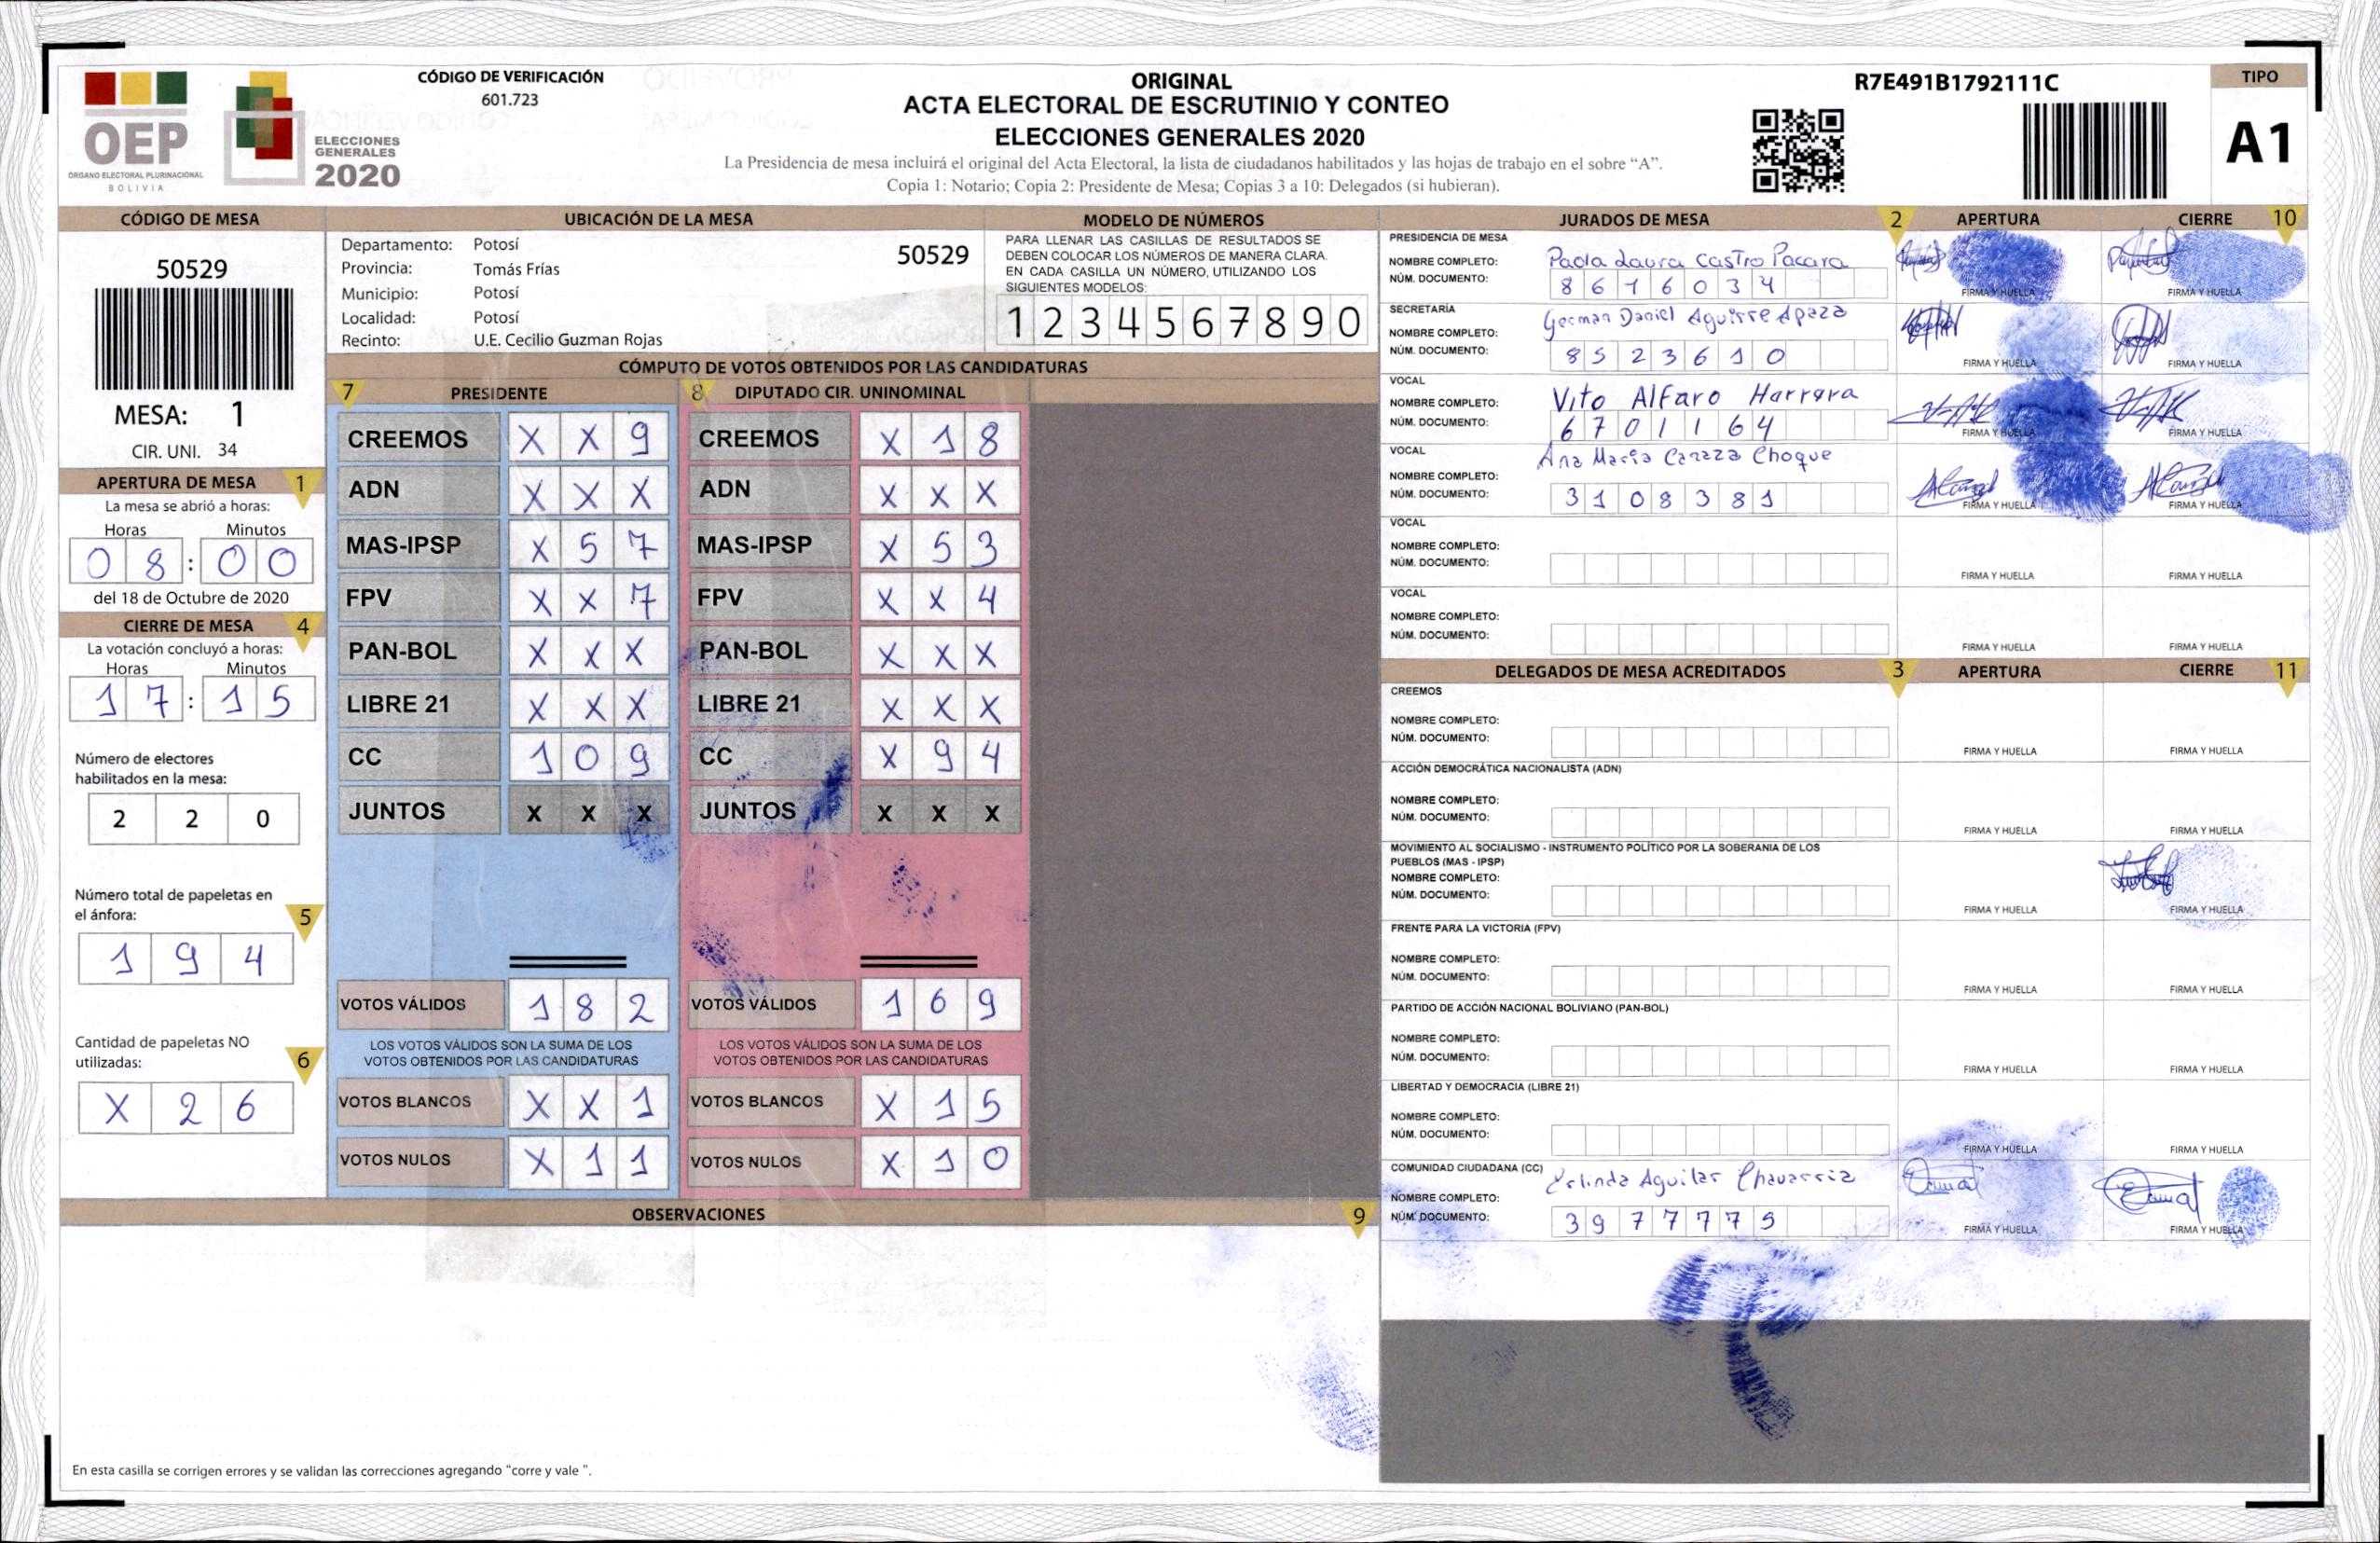 OEP
ÓRGANO ELECTORAL PLURINACIONAL
BOLIVIA
ELECCIONES
GENERALES
2020
CÓDIGO DE VERIFICACIÓN
601.723
ORIGINAL
ACTA ELECTORAL DE ESCRUTINIO Y CONTEO
ELECCIONES GENERALES 2020
La Presidencia de mesa incluirá el original del Acta Electoral, la lista de ciudadanos habilitados y las hojas de trabajo en el sobre “A”.
Copia 1: Notario; Copia 2: Presidente de Mesa; Copias 3 a 10: Delegados (si hubieran).
R7E491B1792111C
TIPO
A1
CÓDIGO DE MESA
50529
MESA: 1
CIR. UNI. 34
APERTURA DE MESA 1
La mesa se abrió a horas:
Horas Minutos
0 8 : 0 0
del 18 de Octubre de 2020
CIERRE DE MESA 4
La votación concluyó a horas:
Horas Minutos
1 7 : 1 5
Número de electores
habilitados en la mesa:
2 2 0
Número total de papeletas en
el ánfora: 5
1 9 4
Cantidad de papeletas NO
utilizadas: 6
X 2 6
UBICACIÓN DE LA MESA
Departamento: Potosí 50529
Provincia: Tomás Frías
Municipio: Potosí
Localidad: Potosí
Recinto: U.E. Cecilio Guzman Rojas
MODELO DE NÚMEROS
PARA LLENAR LAS CASILLAS DE RESULTADOS SE
DEBEN COLOCAR LOS NÚMEROS DE MANERA CLARA.
EN CADA CASILLA UN NÚMERO, UTILIZANDO LOS
SIGUIENTES MODELOS:
1 2 3 4 5 6 7 8 9 0
CÓMPUTO DE VOTOS OBTENIDOS POR LAS CANDIDATURAS
7 PRESIDENTE 8 DIPUTADO CIR. UNINOMINAL
CREEMOS X X 9 CREEMOS X 1 8
ADN X X X ADN X X X
MAS-IPSP X 5 7 MAS-IPSP X 5 3
FPV X X 7 FPV X X 4
PAN-BOL X X X PAN-BOL X X X
LIBRE 21 X X X LIBRE 21 X X X
CC 1 0 9 CC X 9 4
JUNTOS X X X JUNTOS X X X
VOTOS VÁLIDOS 1 8 2 VOTOS VÁLIDOS 1 6 9
LOS VOTOS VÁLIDOS SON LA SUMA DE LOS LOS VOTOS VÁLIDOS SON LA SUMA DE LOS
VOTOS OBTENIDOS POR LAS CANDIDATURAS VOTOS OBTENIDOS POR LAS CANDIDATURAS
VOTOS BLANCOS X X 1 VOTOS BLANCOS X 1 5
VOTOS NULOS X 1 1 VOTOS NULOS X 1 0
OBSERVACIONES 9
En esta casilla se corrigen errores y se validan las correcciones agregando “corre y vale ”.
JURADOS DE MESA 2 APERTURA CIERRE 10
PRESIDENCIA DE MESA
NOMBRE COMPLETO: Paola Laura Castro Pacara
NÚM. DOCUMENTO: 8 6 1 6 0 3 4
FIRMA Y HUELLA FIRMA Y HUELLA
SECRETARÍA
NOMBRE COMPLETO: German Daniel Aguirre Apaza
NÚM. DOCUMENTO: 8 5 2 3 6 1 0
FIRMA Y HUELLA FIRMA Y HUELLA
VOCAL
NOMBRE COMPLETO: Vito Alfaro Harrara
NÚM. DOCUMENTO: 6 7 0 1 1 6 4
FIRMA Y HUELLA FIRMA Y HUELLA
VOCAL
NOMBRE COMPLETO: Ana Maria Canaza Choque
NÚM. DOCUMENTO: 3 1 0 8 3 8 1
FIRMA Y HUELLA FIRMA Y HUELLA
VOCAL
NOMBRE COMPLETO:
NÚM. DOCUMENTO:
FIRMA Y HUELLA FIRMA Y HUELLA
VOCAL
NOMBRE COMPLETO:
NÚM. DOCUMENTO:
FIRMA Y HUELLA FIRMA Y HUELLA
DELEGADOS DE MESA ACREDITADOS 3 APERTURA CIERRE 11
CREEMOS
NOMBRE COMPLETO:
NÚM. DOCUMENTO:
FIRMA Y HUELLA FIRMA Y HUELLA
ACCIÓN DEMOCRÁTICA NACIONALISTA (ADN)
NOMBRE COMPLETO:
NÚM. DOCUMENTO:
FIRMA Y HUELLA FIRMA Y HUELLA
MOVIMIENTO AL SOCIALISMO - INSTRUMENTO POLÍTICO POR LA SOBERANIA DE LOS
PUEBLOS (MAS - IPSP)
NOMBRE COMPLETO:
NÚM. DOCUMENTO:
FIRMA Y HUELLA FIRMA Y HUELLA
FRENTE PARA LA VICTORIA (FPV)
NOMBRE COMPLETO:
NÚM. DOCUMENTO:
FIRMA Y HUELLA FIRMA Y HUELLA
PARTIDO DE ACCIÓN NACIONAL BOLIVIANO (PAN-BOL)
NOMBRE COMPLETO:
NÚM. DOCUMENTO:
FIRMA Y HUELLA FIRMA Y HUELLA
LIBERTAD Y DEMOCRACIA (LIBRE 21)
NOMBRE COMPLETO:
NÚM. DOCUMENTO:
FIRMA Y HUELLA FIRMA Y HUELLA
COMUNIDAD CIUDADANA (CC)
NOMBRE COMPLETO: Erlinda Aguilar Chavarria
NÚM. DOCUMENTO: 3 9 7 7 7 7 5
FIRMA Y HUELLA FIRMA Y HUELLA